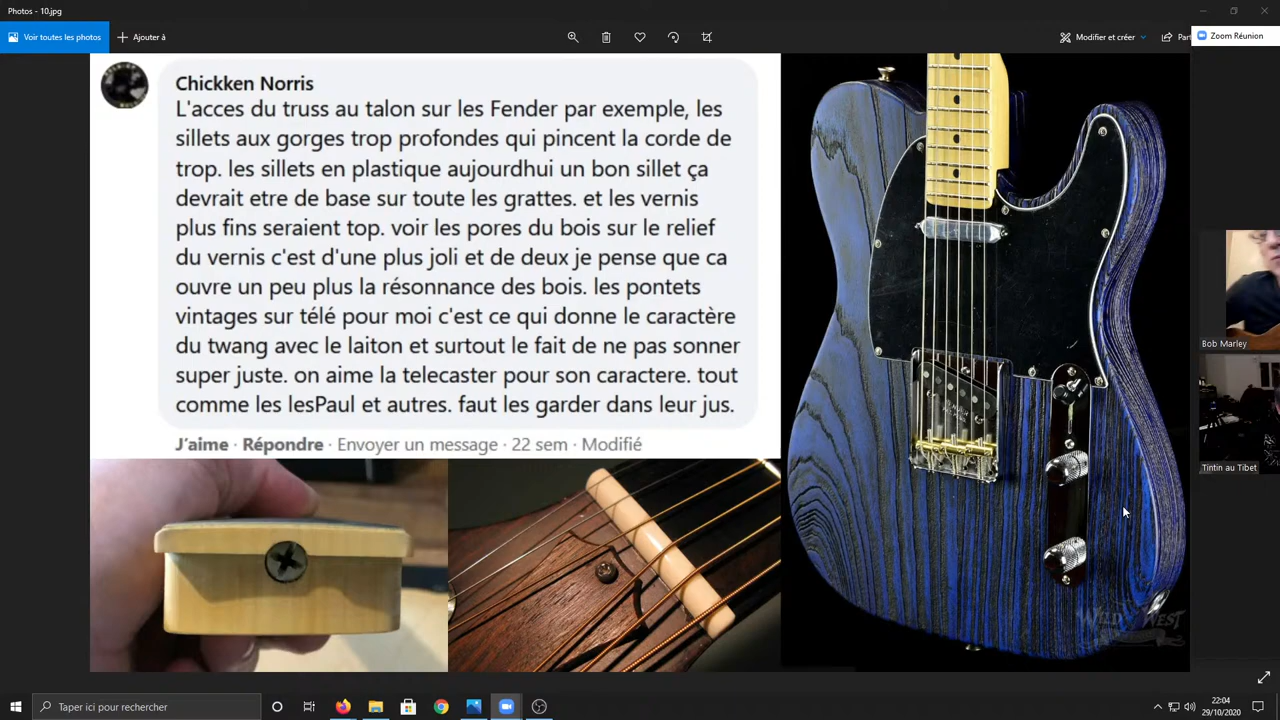 Photos - 10.jpg
Voir toutes les photos
Ajouter à
Modifier et créer
Zoom Réunion
Chickken Norris
L'acces du truss au talon sur les Fender par exemple, les
sillets aux gorges trop profondes qui pincent la corde de
trop. les sillets en plastique aujourdhui un bon sillet ça
devrait etre de base sur toute les grattes. et les vernis
plus fins seraient top. voir les pores du bois sur le relief
du vernis c'est d'une plus joli et de deux je pense que ca
ouvre un peu plus la résonnance des bois. les pontets
vintages sur télé pour moi c'est ce qui donne le caractère
du twang avec le laiton et surtout le fait de ne pas sonner
super juste. on aime la telecaster pour son caractere. tout
comme les lesPaul et autres. faut les garder dans leur jus.
J'aime · Répondre · Envoyer un message · 22 sem · Modifié
Bob Marley
Tintin au Tibet
WILD WEST
Taper ici pour rechercher
22:04
29/10/2020